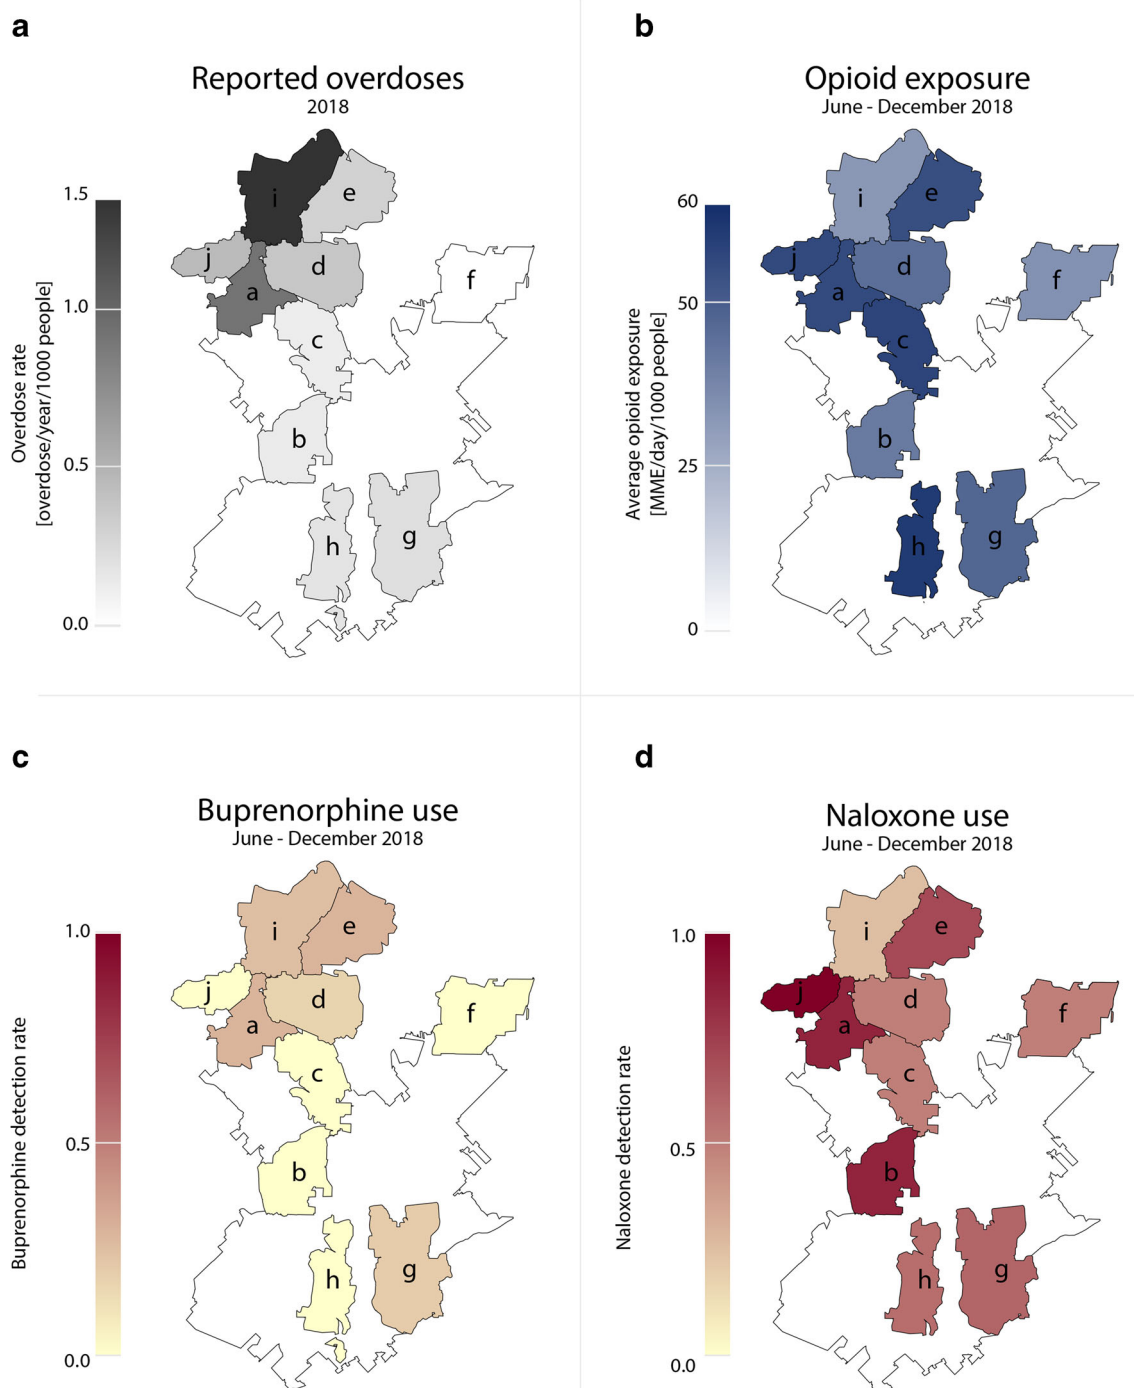 a
Reported overdoses
2018
1.5
1.0
0.5
0.0
Overdose rate
[overdose/year/1000 people]
i
e
j
d
a
f
c
b
h
g
b
Opioid exposure
June - December 2018
60
50
25
0
Average opioid exposure
[MME/day/1000 people]
i
e
j
d
a
f
c
b
h
g
c
Buprenorphine use
June - December 2018
1.0
0.5
0.0
Buprenorphine detection rate
i
e
j
d
a
f
c
b
h
g
d
Naloxone use
June - December 2018
1.0
0.5
0.0
Naloxone detection rate
i
e
j
d
a
f
c
b
h
g